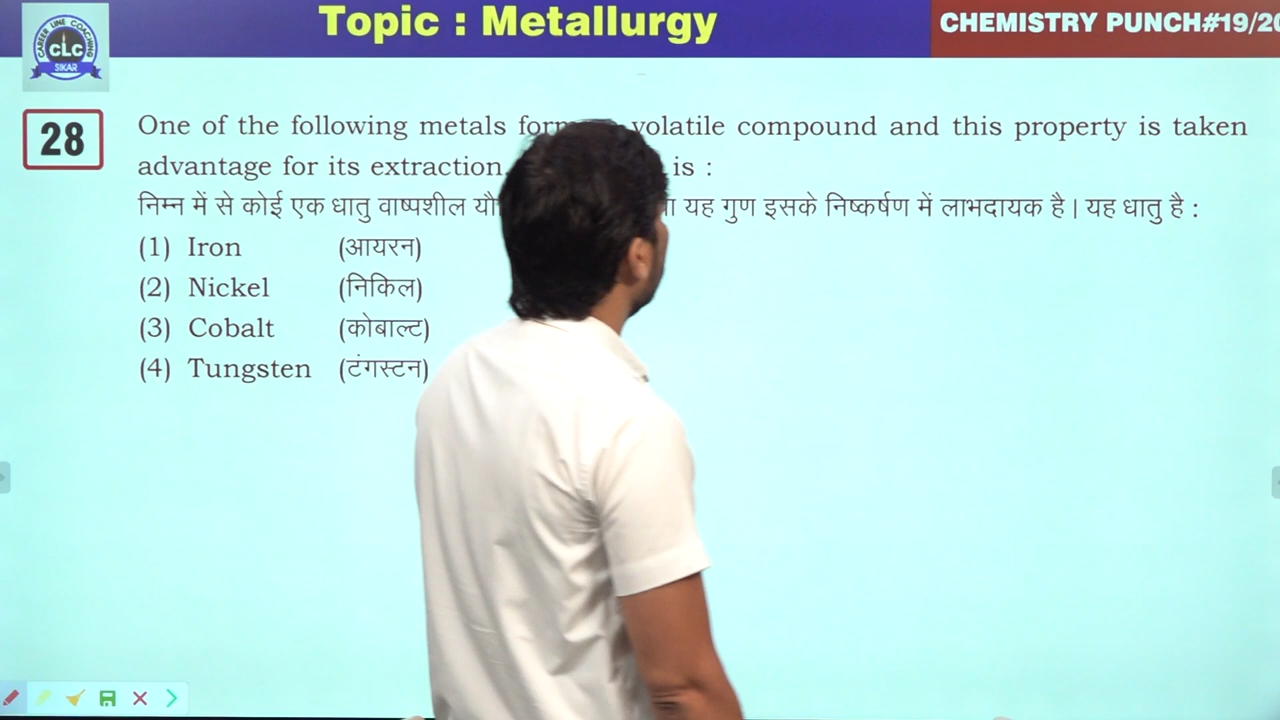 Topic : Metallurgy
CHEMISTRY PUNCH#19/20
CAREER LINE COACHING
CLC
SIKAR
28
One of the following metals volatile compound and this property is taken
advantage for its extraction. is :
निम्न में से कोई एक धातु वाष्पशील यह गुण इसके निष्कर्षण में लाभदायक है। यह धातु है :
(1) Iron (आयरन)
(2) Nickel (निकिल)
(3) Cobalt (कोबाल्ट)
(4) Tungsten (टंगस्टन)